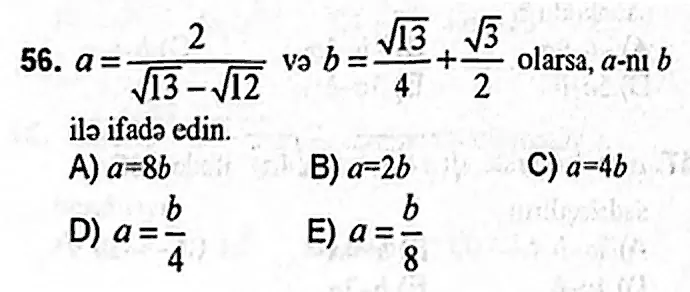 56. a = 2/(√13 − √12) və b = √13/4 + √3/2 olarsa, a-nı b
ilə ifadə edin.
A) a=8b B) a=2b C) a=4b
D) a = b/4 E) a = b/8